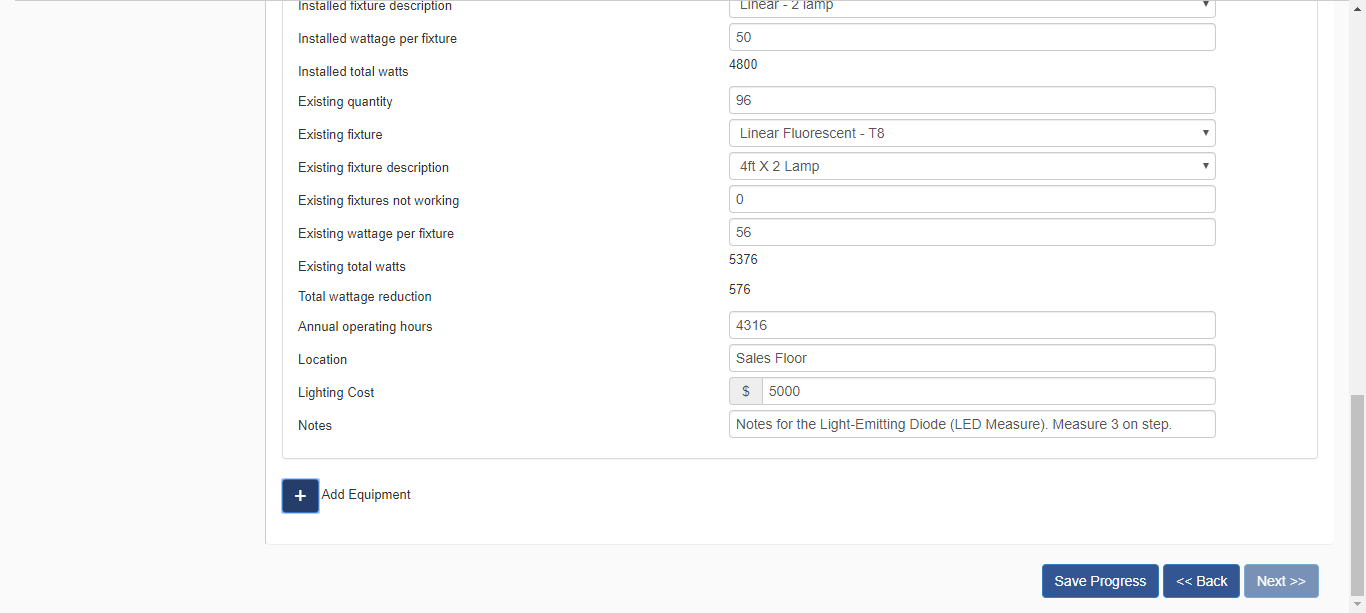 Installed fixture description Linear - 2 lamp
Installed wattage per fixture 50
Installed total watts 4800
Existing quantity 96
Existing fixture Linear Fluorescent - T8
Existing fixture description 4ft X 2 Lamp
Existing fixtures not working 0
Existing wattage per fixture 56
Existing total watts 5376
Total wattage reduction 576
Annual operating hours 4316
Location Sales Floor
Lighting Cost $ 5000
Notes Notes for the Light-Emitting Diode (LED Measure). Measure 3 on step.
+ Add Equipment
Save Progress << Back Next >>